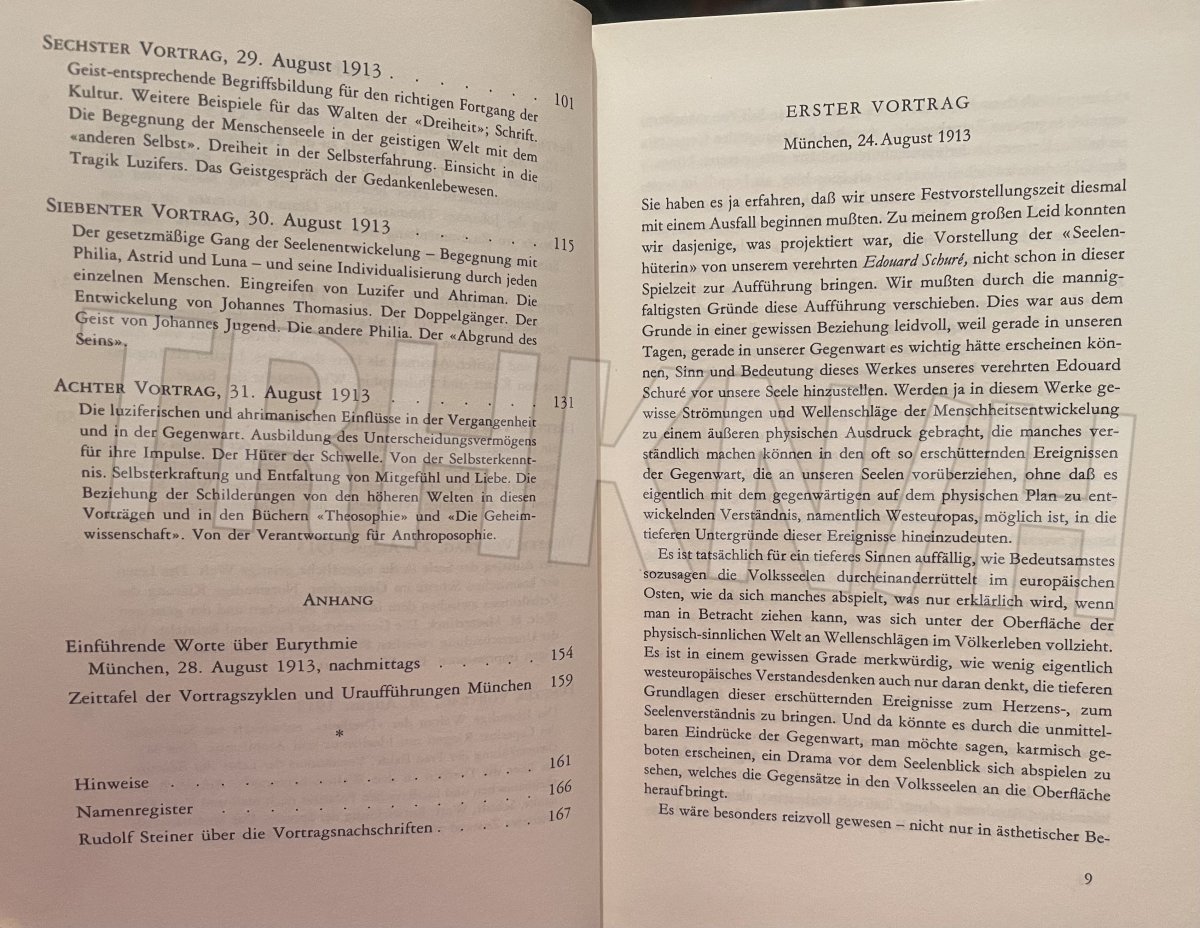 SECHSTER VORTRAG, 29. August 1913 . . . . . . . 101
Geist-entsprechende Begriffsbildung für den richtigen Fortgang der
Kultur. Weitere Beispiele für das Walten der «Dreiheit»; Schrift.
Die Begegnung der Menschenseele in der geistigen Welt mit dem
«anderen Selbst». Dreiheit in der Selbsterfahrung. Einsicht in die
Tragik Luzifers. Das Geistgespräch der Gedankenlebewesen.
SIEBENTER VORTRAG, 30. August 1913 . . . . . . 115
Der gesetzmäßige Gang der Seelenentwickelung – Begegnung mit
Philia, Astrid und Luna – und seine Individualisierung durch jeden
einzelnen Menschen. Eingreifen von Luzifer und Ahriman. Die
Entwickelung von Johannes Thomasius. Der Doppelgänger. Der
Geist von Johannes Jugend. Die andere Philia. Der «Abgrund des
Seins».
ACHTER VORTRAG, 31. August 1913 . . . . . . . 131
Die luziferischen und ahrimanischen Einflüsse in der Vergangenheit
und in der Gegenwart. Ausbildung des Unterscheidungsvermögens
für ihre Impulse. Der Hüter der Schwelle. Von der Selbsterkennt-
nis. Selbsterkraftung und Entfaltung von Mitgefühl und Liebe. Die
Beziehung der Schilderungen von den höheren Welten in diesen
Vorträgen und in den Büchern «Theosophie» und «Die Geheim-
wissenschaft». Von der Verantwortung für Anthroposophie.
ANHANG
Einführende Worte über Eurythmie
München, 28. August 1913, nachmittags . . . . . 154
Zeittafel der Vortragszyklen und Uraufführungen München 159
*
Hinweise . . . . . . . . . . . . . . 161
Namenregister . . . . . . . . . . . . 166
Rudolf Steiner über die Vortragsnachschriften . . . . . 167
ERSTER VORTRAG
München, 24. August 1913
Sie haben es ja erfahren, daß wir unsere Festvorstellungszeit diesmal
mit einem Ausfall beginnen mußten. Zu meinem großen Leid konnten
wir dasjenige, was projektiert war, die Vorstellung der «Seelen-
hüterin» von unserem verehrten Edouard Schuré, nicht schon in dieser
Spielzeit zur Aufführung bringen. Wir mußten durch die mannig-
faltigsten Gründe diese Aufführung verschieben. Dies war aus dem
Grunde in einer gewissen Beziehung leidvoll, weil gerade in unseren
Tagen, gerade in unserer Gegenwart es wichtig hätte erscheinen kön-
nen, Sinn und Bedeutung dieses Werkes unseres verehrten Edouard
Schuré vor unsere Seele hinzustellen. Werden ja in diesem Werke ge-
wisse Strömungen und Wellenschläge der Menschheitsentwickelung
zu einem äußeren physischen Ausdruck gebracht, die manches ver-
ständlich machen können in den oft so erschütternden Ereignissen
der Gegenwart, die an unseren Seelen vorüberziehen, ohne daß es
eigentlich mit dem gegenwärtigen auf dem physischen Plan zu ent-
wickelnden Verständnis, namentlich Westeuropas, möglich ist, in die
tieferen Untergründe dieser Ereignisse hineinzudeuten.
Es ist tatsächlich für ein tieferes Sinnen auffällig, wie Bedeutsamstes
sozusagen die Volksseelen durcheinanderrüttelt im europäischen
Osten, wie da sich manches abspielt, was nur erklärlich wird, wenn
man in Betracht ziehen kann, was sich unter der Oberfläche der
physisch-sinnlichen Welt an Wellenschlägen im Völkerleben vollzieht.
Es ist in einem gewissen Grade merkwürdig, wie wenig eigentlich
westeuropäisches Verstandesdenken auch nur daran denkt, die tieferen
Grundlagen dieser erschütternden Ereignisse zum Herzens-, zum
Seelenverständnis zu bringen. Und da könnte es durch die unmittel-
baren Eindrücke der Gegenwart, man möchte sagen, karmisch ge-
boten erscheinen, ein Drama vor dem Seelenblick sich abspielen zu
sehen, welches die Gegensätze in den Volksseelen an die Oberfläche
heraufbringt.
Es wäre besonders reizvoll gewesen – nicht nur in ästhetischer Be-
9